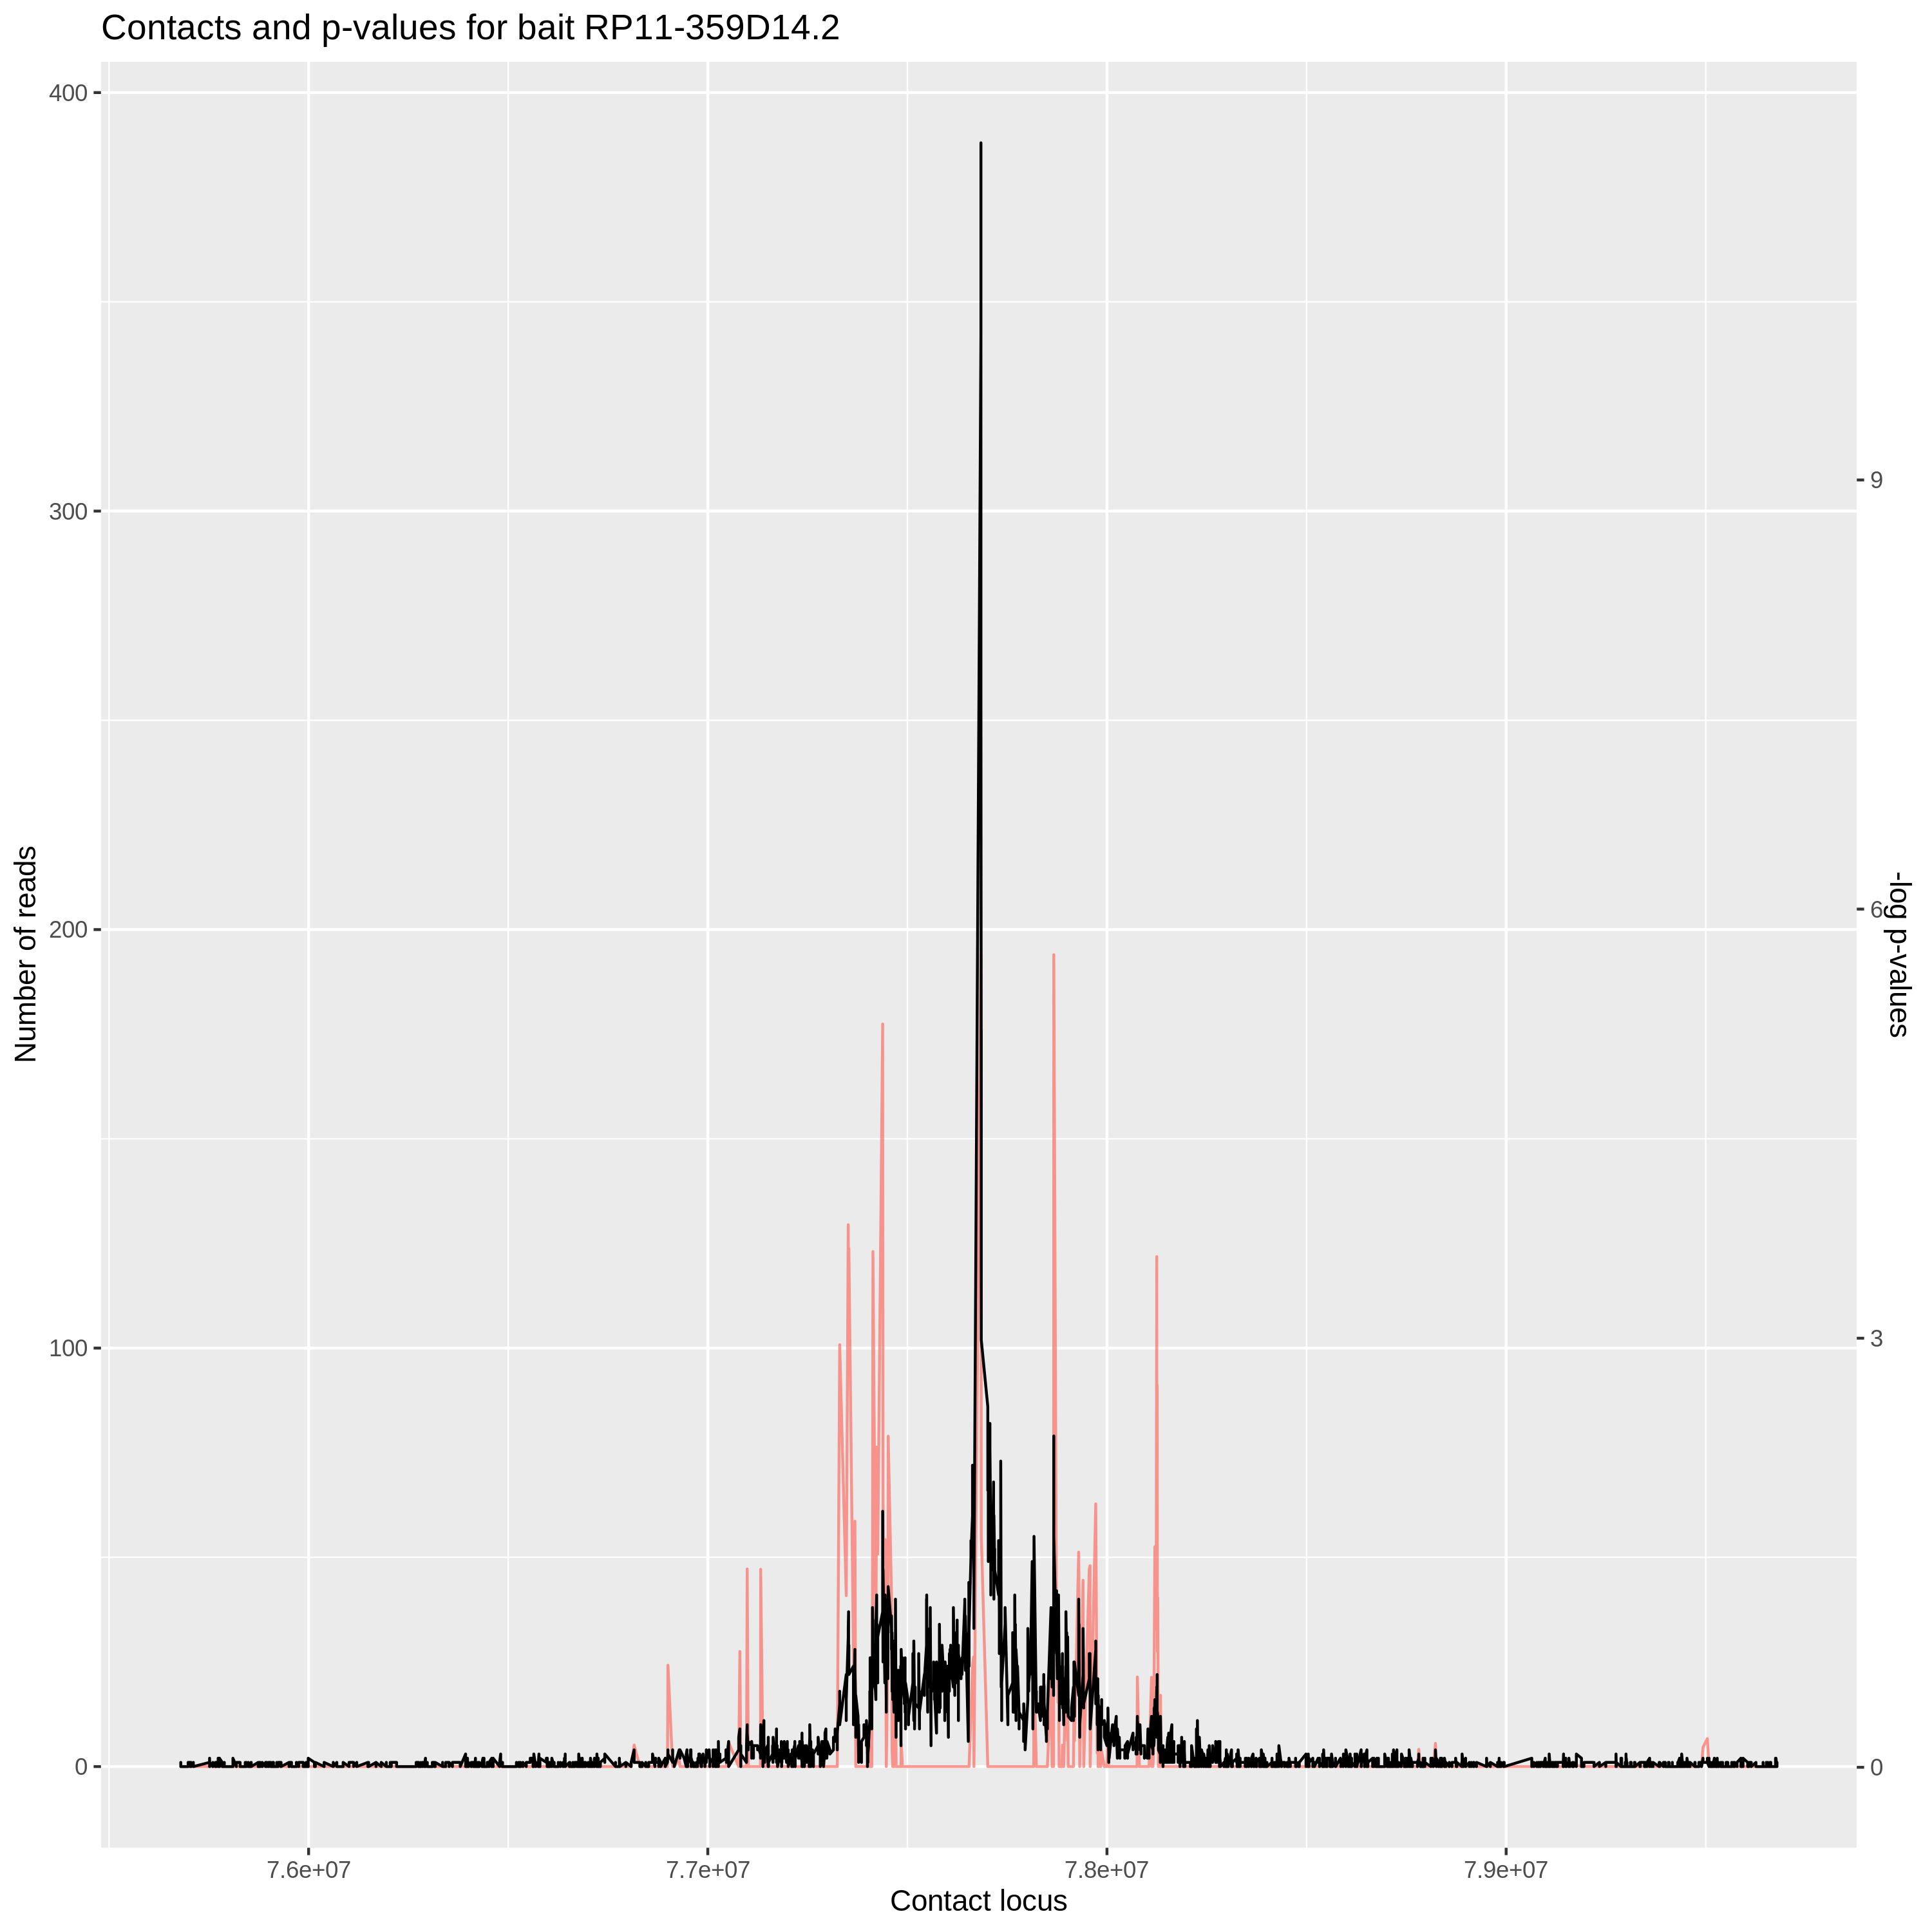 Contacts and p-values for bait RP11-359D14.2
400
300
200
100
0
9
6
3
0
Number of reads
-log p-values
7.6e+07
7.7e+07
7.8e+07
7.9e+07
Contact locus